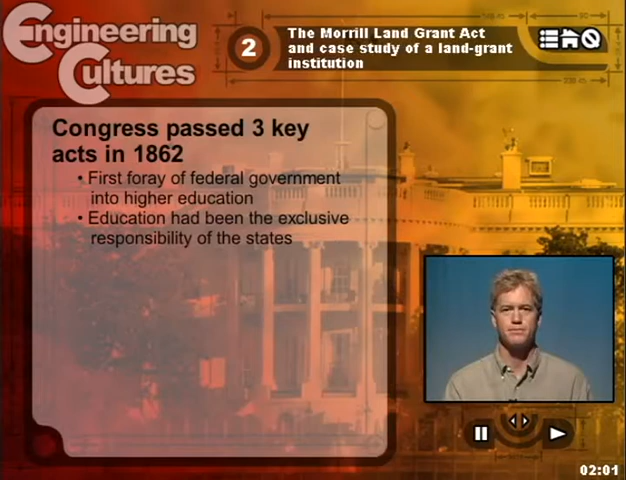 Engineering
Cultures
2
The Morrill Land Grant Act
and case study of a land-grant
institution
Congress passed 3 key
acts in 1862
• First foray of federal government
into higher education
• Education had been the exclusive
responsibility of the states
02:01